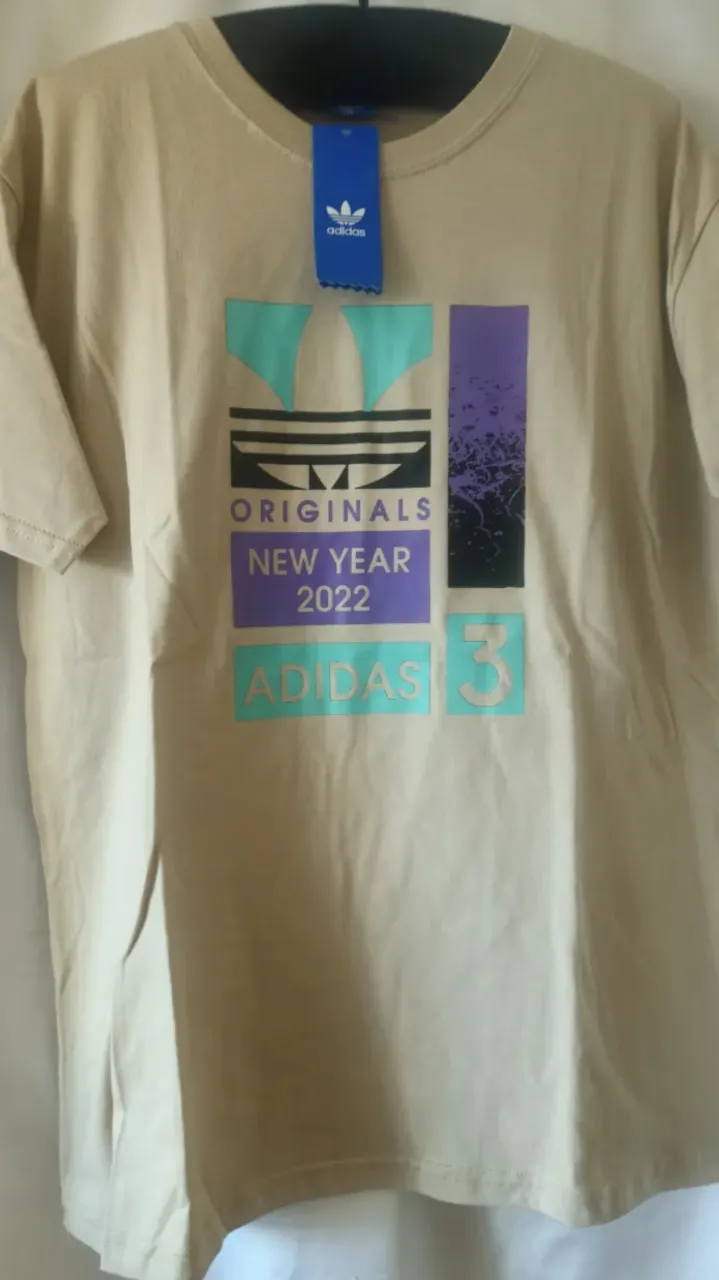 adidas
ORIGINALS
NEW YEAR
2022
ADIDAS 3